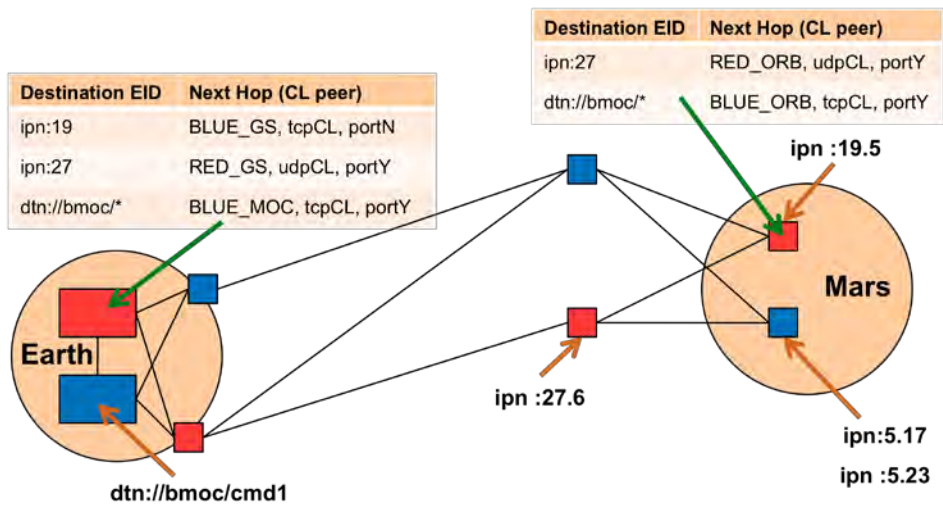 Destination EID Next Hop (CL peer)
ipn:27 RED_ORB, udpCL, portY
dtn://bmoc/* BLUE_ORB, tcpCL, portY
Destination EID Next Hop (CL peer)
ipn:19 BLUE_GS, tcpCL, portN
ipn:27 RED_GS, udpCL, portY
dtn://bmoc/* BLUE_MOC, tcpCL, portY
ipn :19.5
Mars
Earth
ipn :27.6
ipn:5.17
ipn :5.23
dtn://bmoc/cmd1